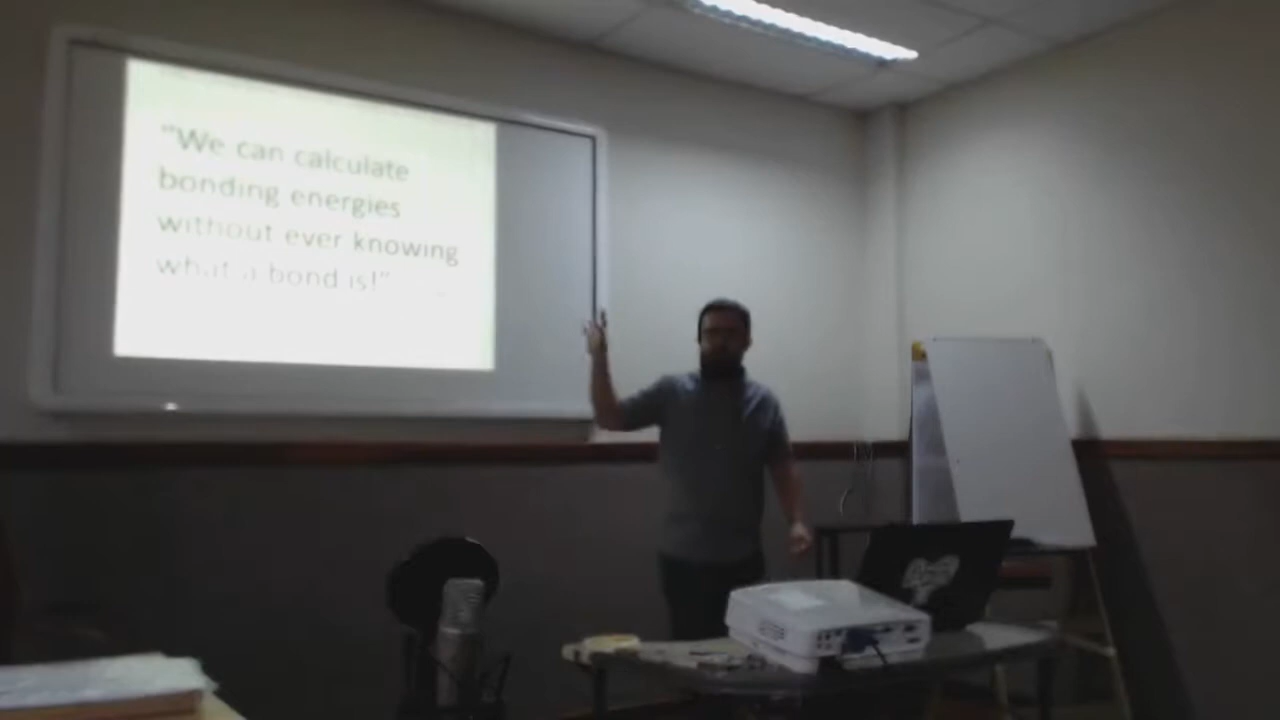 "We can calculate
bonding energies
without ever knowing
what a bond is!"